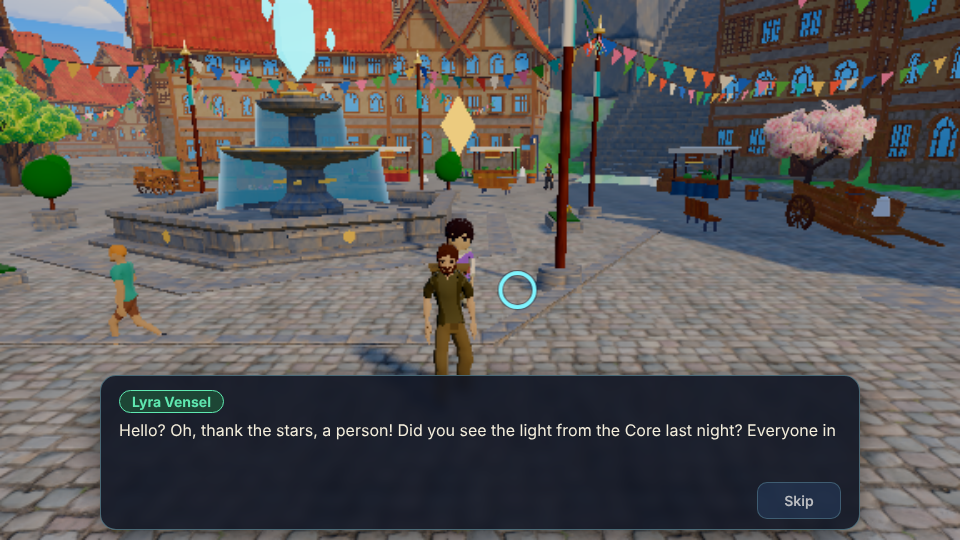 Lyra Vensel
Hello? Oh, thank the stars, a person! Did you see the light from the Core last night? Everyone in
Skip